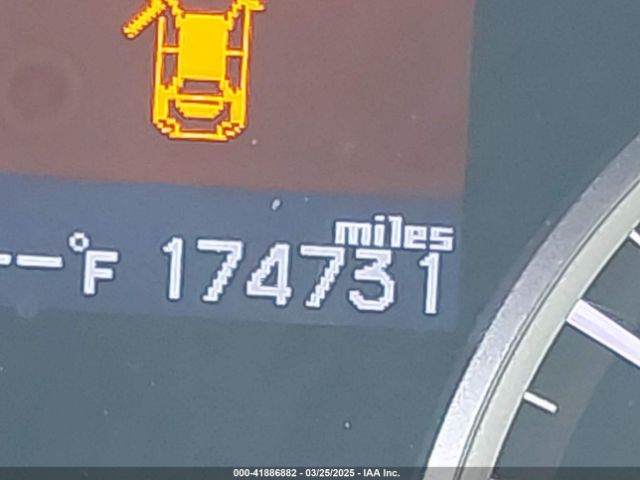 miles
--°F 174731
000-41886882 - 03/25/2025 - IAA Inc.